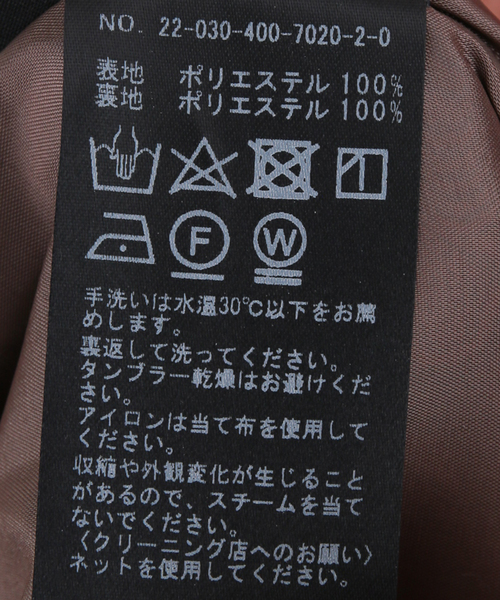 NO. 22-030-400-7020-2-0
表地 ポリエステル 100%
裏地 ポリエステル 100%
F
W
手洗いは水温30℃以下をお薦
めします。
裏返して洗ってください。
タンブラー乾燥はお避けくだ
さい。
アイロンは当て布を使用して
ください。
収縮や外観変化が生じること
があるので、スチームを当て
ないでください。
〈クリーニング店へのお願い〉
ネットを使用してください。